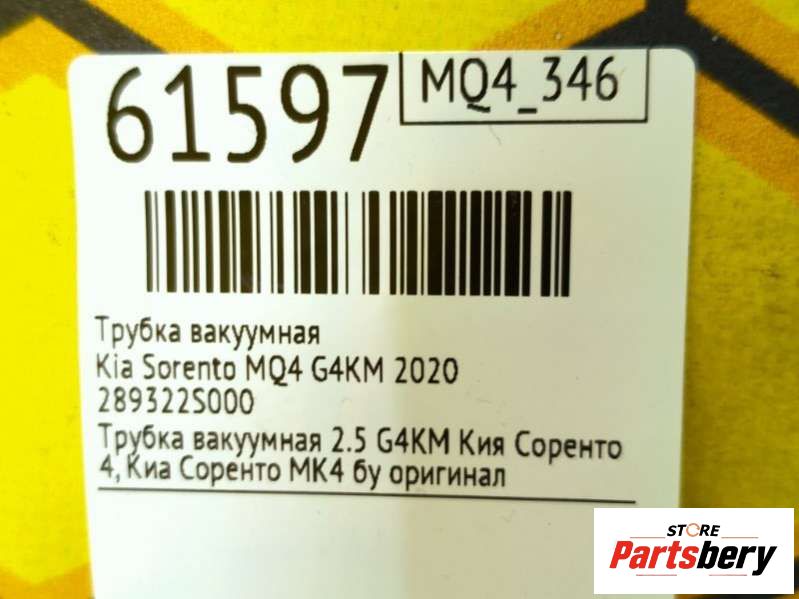 61597
MQ4_346
Трубка вакуумная
Kia Sorento MQ4 G4KM 2020
289322S000
Трубка вакуумная 2.5 G4KM Кия Соренто
4, Киа Соренто МК4 бу оригинал
STORE
Partsbery